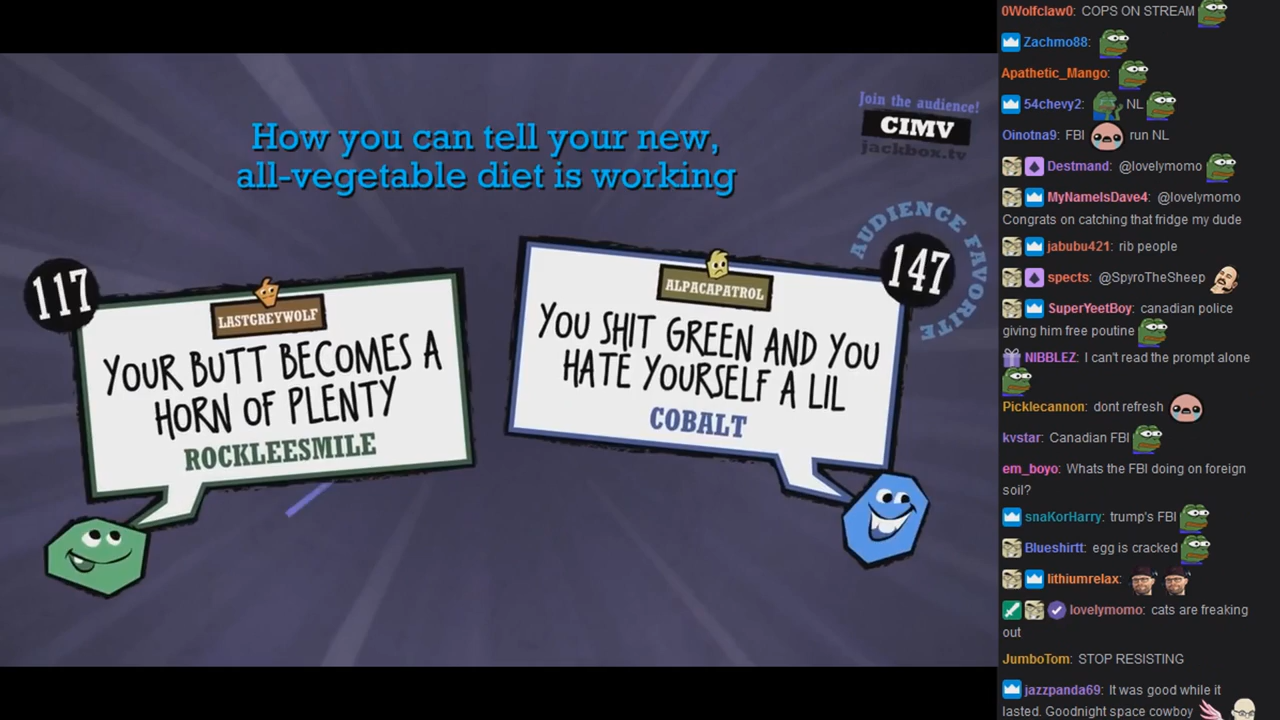 How you can tell your new,
all-vegetable diet is working
Join the audience!
CIMV
jackbox.tv
117
LASTGREYWOLF
YOUR BUTT BECOMES A
HORN OF PLENTY
ROCKLEESMILE
AUDIENCE FAVORITE
147
ALPACAPATROL
YOU SHIT GREEN AND YOU
HATE YOURSELF A LIL
COBALT
0Wolfclaw0: COPS ON STREAM
Zachmo88:
Apathetic_Mango:
54chevy2: NL
Oinotna9: FBI run NL
Destmand: @lovelymomo
MyNameIsDave4: @lovelymomo
Congrats on catching that fridge my dude
jabubu421: rib people
spects: @SpyroTheSheep
SuperYeetBoy: canadian police
giving him free poutine
NIBBLEZ: I can't read the prompt alone
Picklecannon: dont refresh
kvstar: Canadian FBI
em_boyo: Whats the FBI doing on foreign
soil?
snaKorHarry: trump's FBI
Blueshirtt: egg is cracked
lithiumrelax:
lovelymomo: cats are freaking
out
JumboTom: STOP RESISTING
jazzpanda69: It was good while it
lasted. Goodnight space cowboy